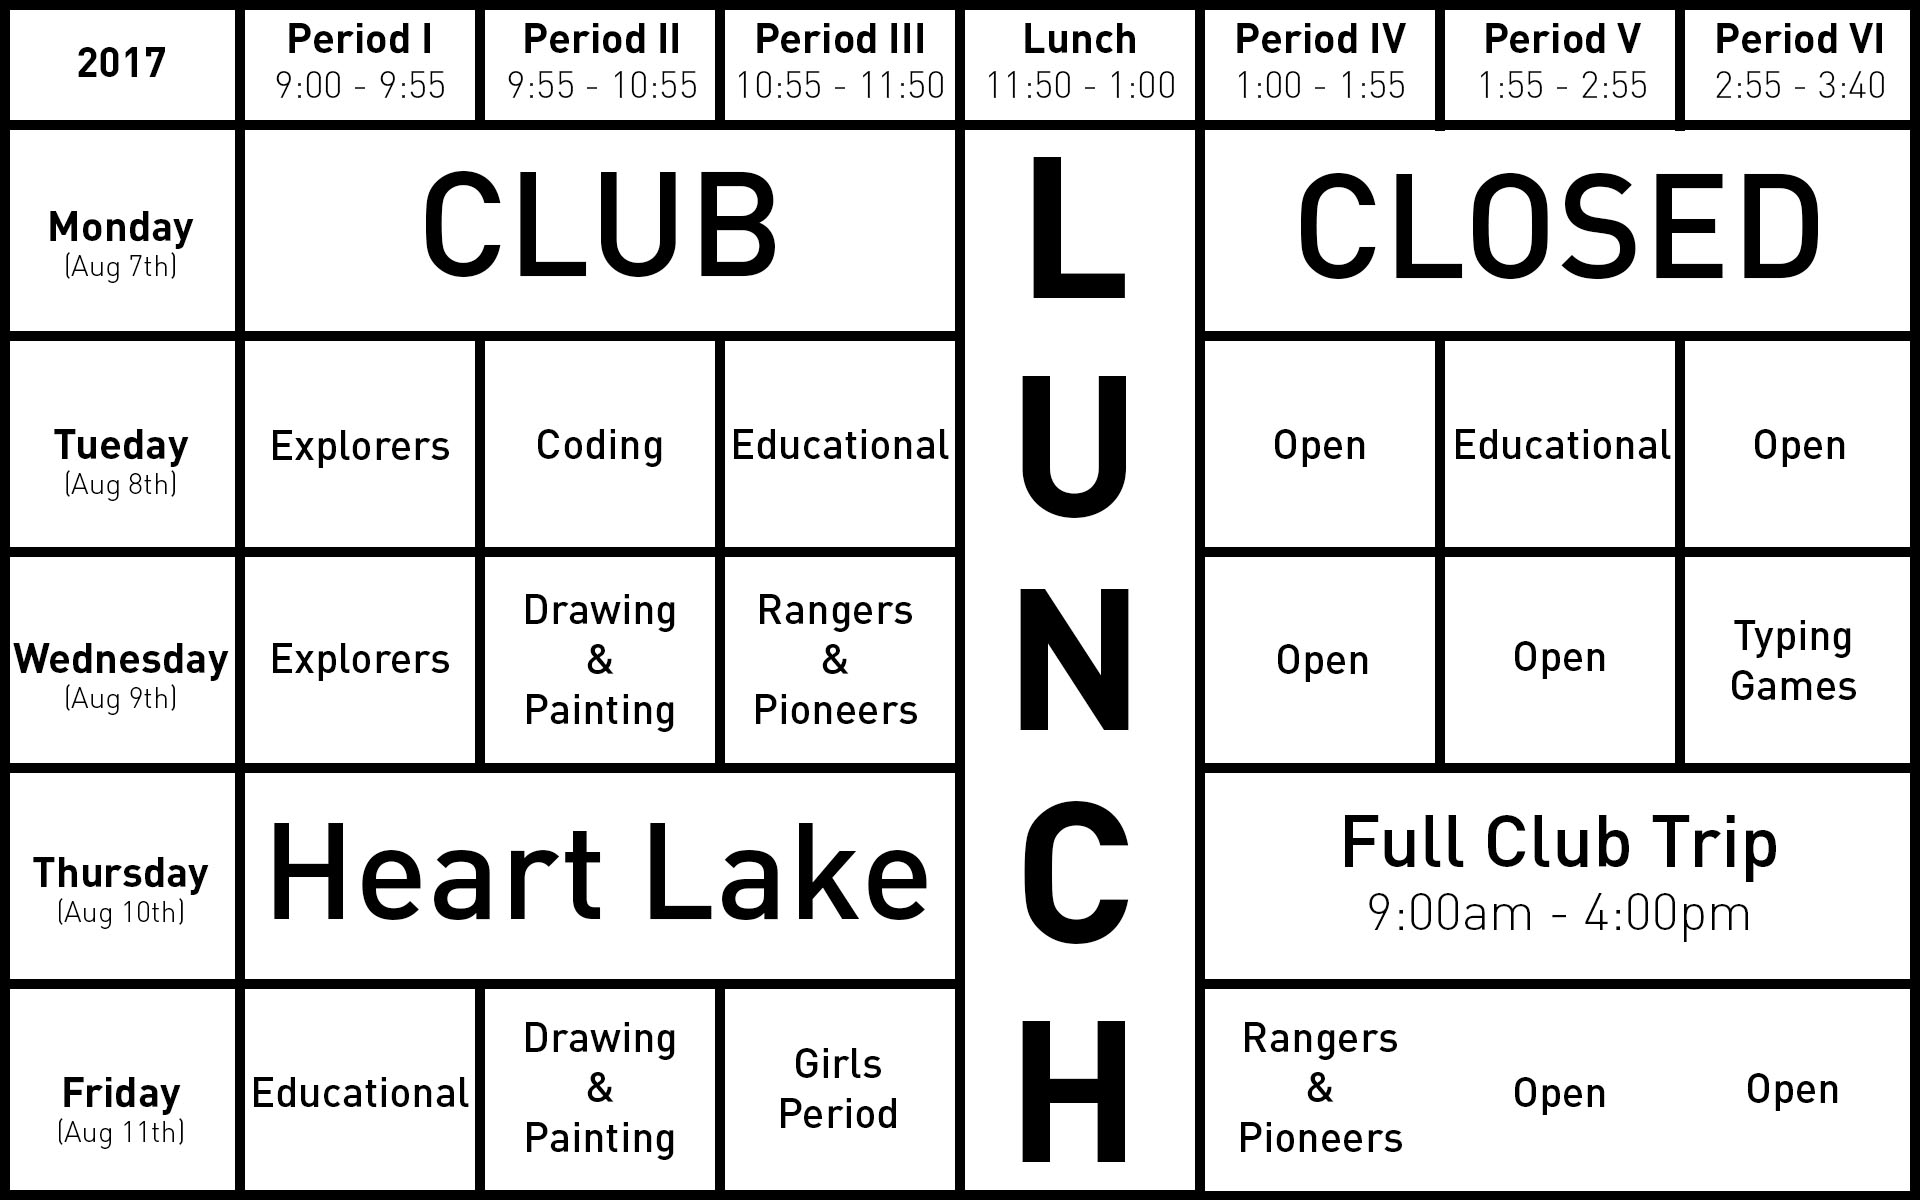 2017
Period I
9:00 - 9:55
Period II
9:55 - 10:55
Period III
10:55 - 11:50
Lunch
11:50 - 1:00
Period IV
1:00 - 1:55
Period V
1:55 - 2:55
Period VI
2:55 - 3:40
Monday
(Aug 7th)
CLUB
CLOSED
Tueday
(Aug 8th)
Explorers
Coding
Educational
Open
Educational
Open
Wednesday
(Aug 9th)
Explorers
Drawing
&
Painting
Rangers
&
Pioneers
Open
Open
Typing
Games
Thursday
(Aug 10th)
Heart Lake
Full Club Trip
9:00am - 4:00pm
Friday
(Aug 11th)
Educational
Drawing
&
Painting
Girls
Period
Rangers
&
Pioneers
Open
Open
L
U
N
C
H